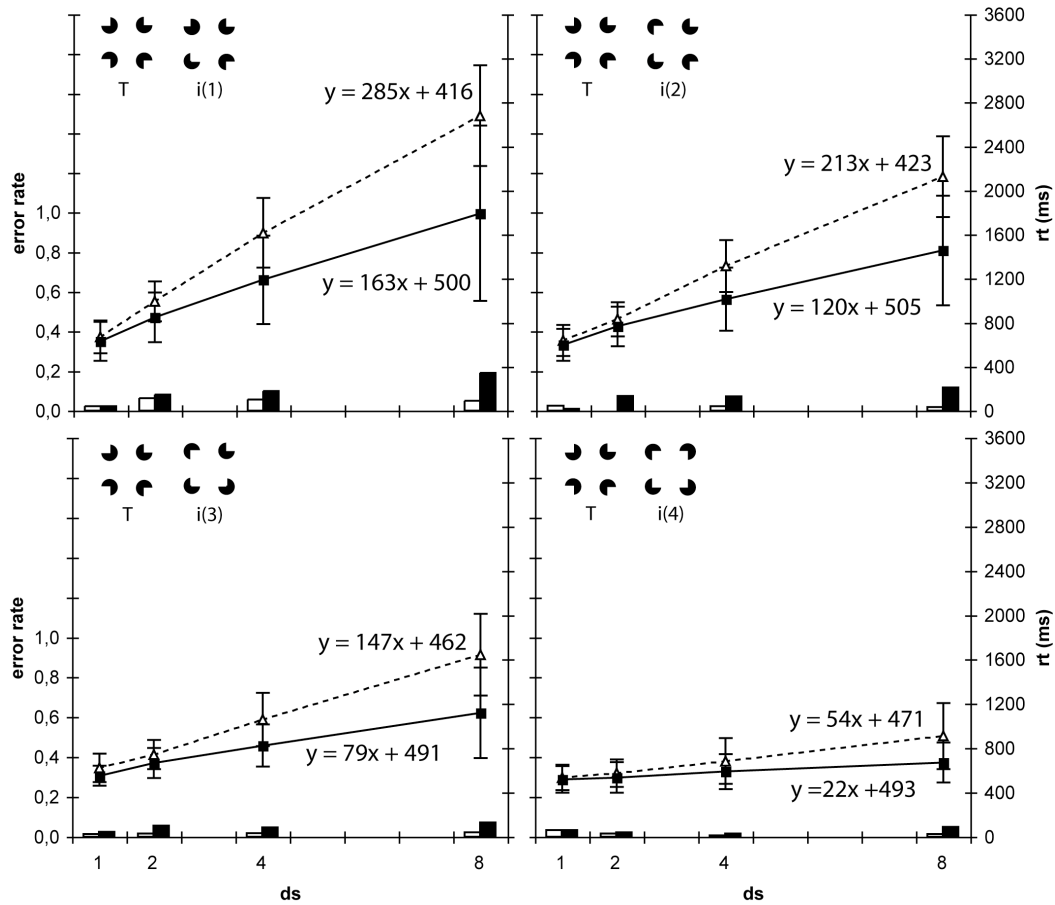 T i(1)
y = 285x + 416
y = 163x + 500
error rate
1,0
0,8
0,6
0,4
0,2
0,0
T i(2)
y = 213x + 423
y = 120x + 505
3600
3200
2800
2400
2000
1600
1200
800
400
0
rt (ms)
T i(3)
y = 147x + 462
y = 79x + 491
error rate
1,0
0,8
0,6
0,4
0,2
0,0
1 2 4 8
ds
T i(4)
y = 54x + 471
y =22x +493
3600
3200
2800
2400
2000
1600
1200
800
400
0
rt (ms)
1 2 4 8
ds